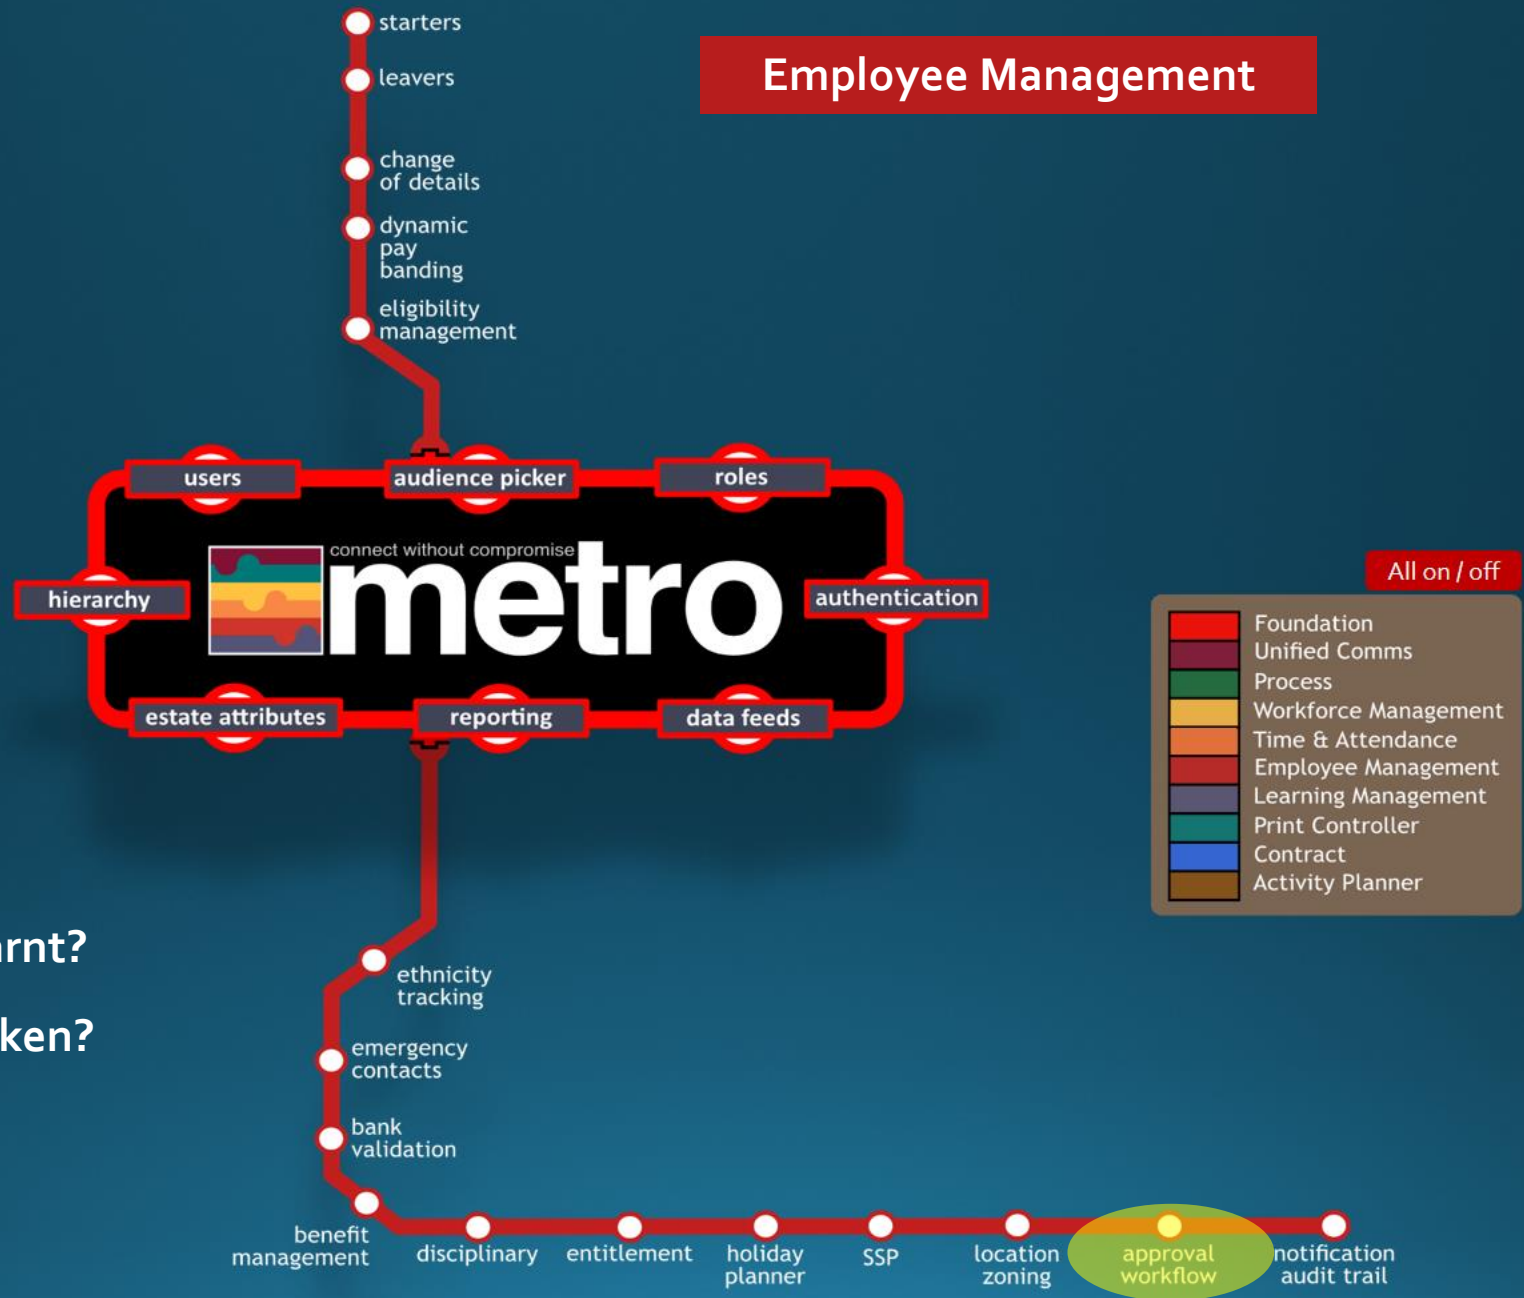 starters
Employee Management
leavers
change
of details
dynamic
pay
banding
eligibility
management
users
audience picker
roles
connect without compromise
metro
hierarchy
authentication
estate attributes
reporting
data feeds
All on / off
Foundation
Unified Comms
Process
Workforce Management
Time & Attendance
Employee Management
Learning Management
Print Controller
Contract
Activity Planner
ken?
ethnicity
tracking
emergency
contacts
bank
validation
benefit
management
disciplinary
entitlement
holiday
planner
SSP
location
zoning
approval
workflow
notification
audit trail